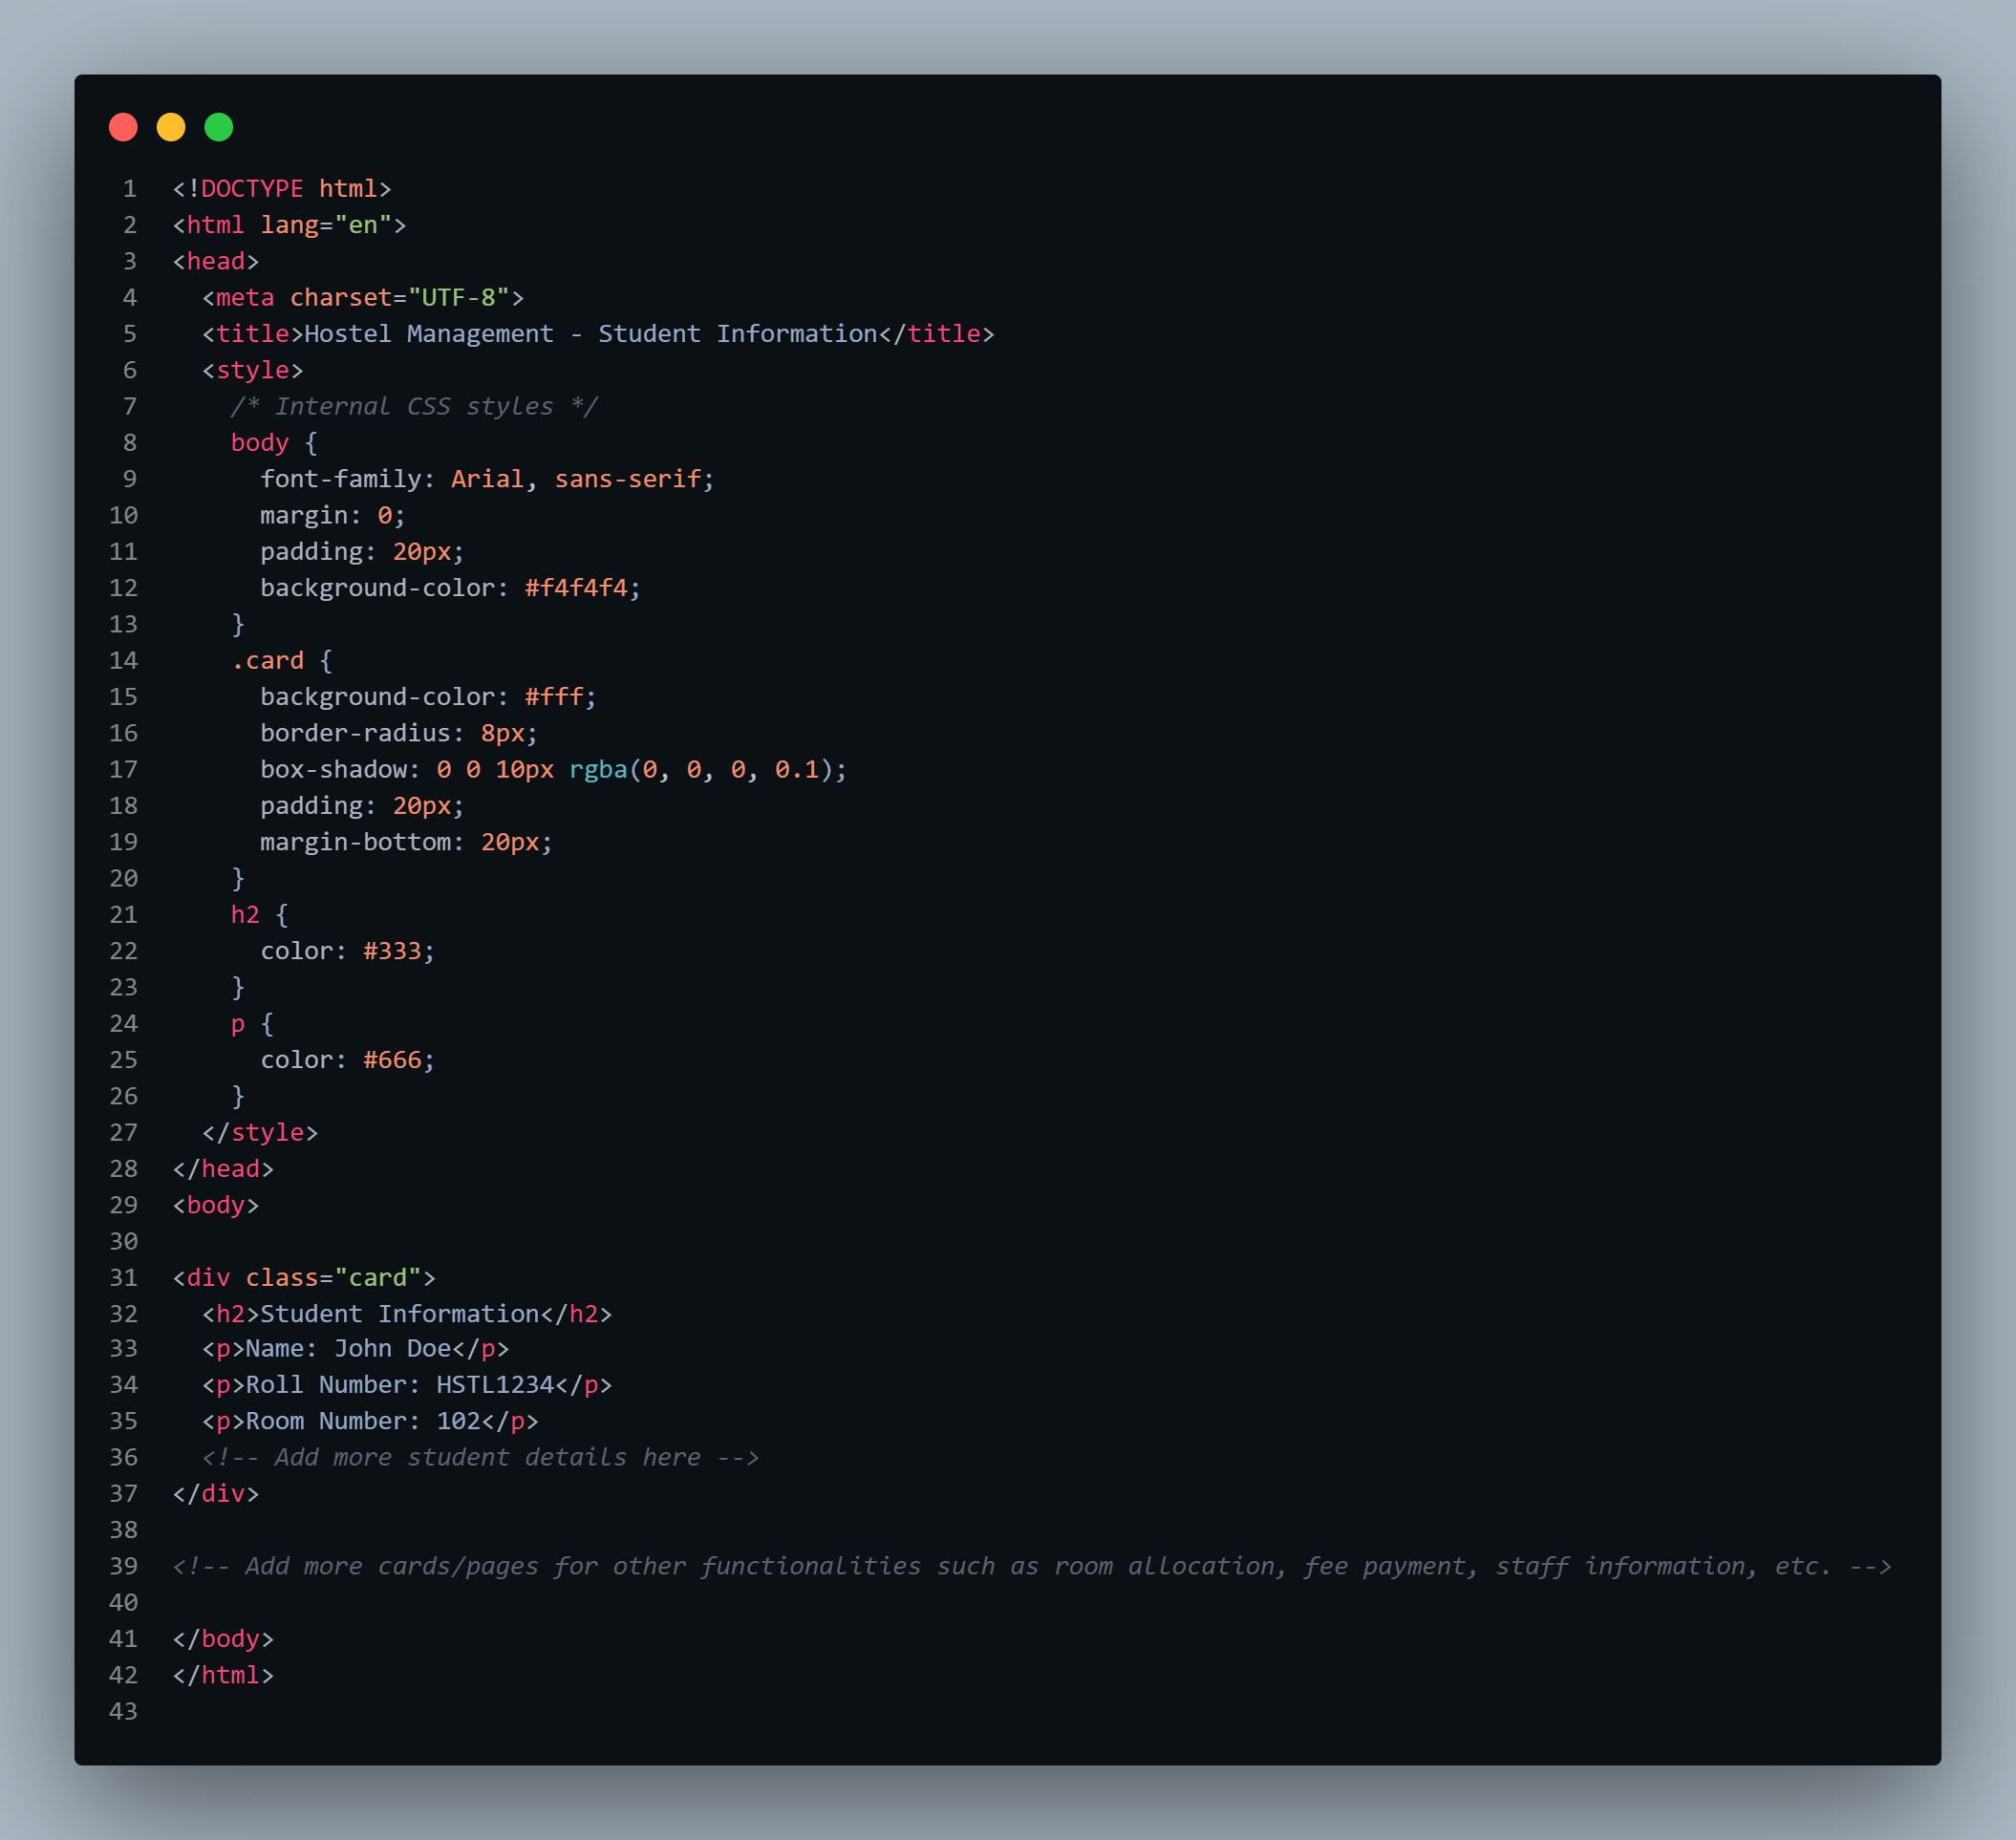 1 <!DOCTYPE html>
2 <html lang="en">
3 <head>
4   <meta charset="UTF-8">
5   <title>Hostel Management - Student Information</title>
6   <style>
7     /* Internal CSS styles */
8     body {
9       font-family: Arial, sans-serif;
10       margin: 0;
11       padding: 20px;
12       background-color: #f4f4f4;
13     }
14     .card {
15       background-color: #fff;
16       border-radius: 8px;
17       box-shadow: 0 0 10px rgba(0, 0, 0, 0.1);
18       padding: 20px;
19       margin-bottom: 20px;
20     }
21     h2 {
22       color: #333;
23     }
24     p {
25       color: #666;
26     }
27   </style>
28 </head>
29 <body>
30
31 <div class="card">
32   <h2>Student Information</h2>
33   <p>Name: John Doe</p>
34   <p>Roll Number: HSTL1234</p>
35   <p>Room Number: 102</p>
36   <!-- Add more student details here -->
37 </div>
38
39 <!-- Add more cards/pages for other functionalities such as room allocation, fee payment, staff information, etc. -->
40
41 </body>
42 </html>
43